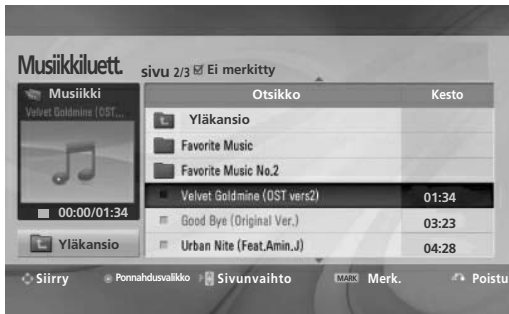 Musiikkiluett. sivu 2/3 Ei merkitty
Musiikki
Velvet Goldmine (OST...
00:00/01:34
Yläkansio
Otsikko Kesto
Yläkansio
Favorite Music
Favorite Music No.2
Velvet Goldmine (OST vers2) 01:34
Good Bye (Original Ver.) 03:23
Urban Nite (Feat.Amin.J) 04:28
Siirry Ponnahdusvalikko Sivunvaihto MARK Merk. Poistu